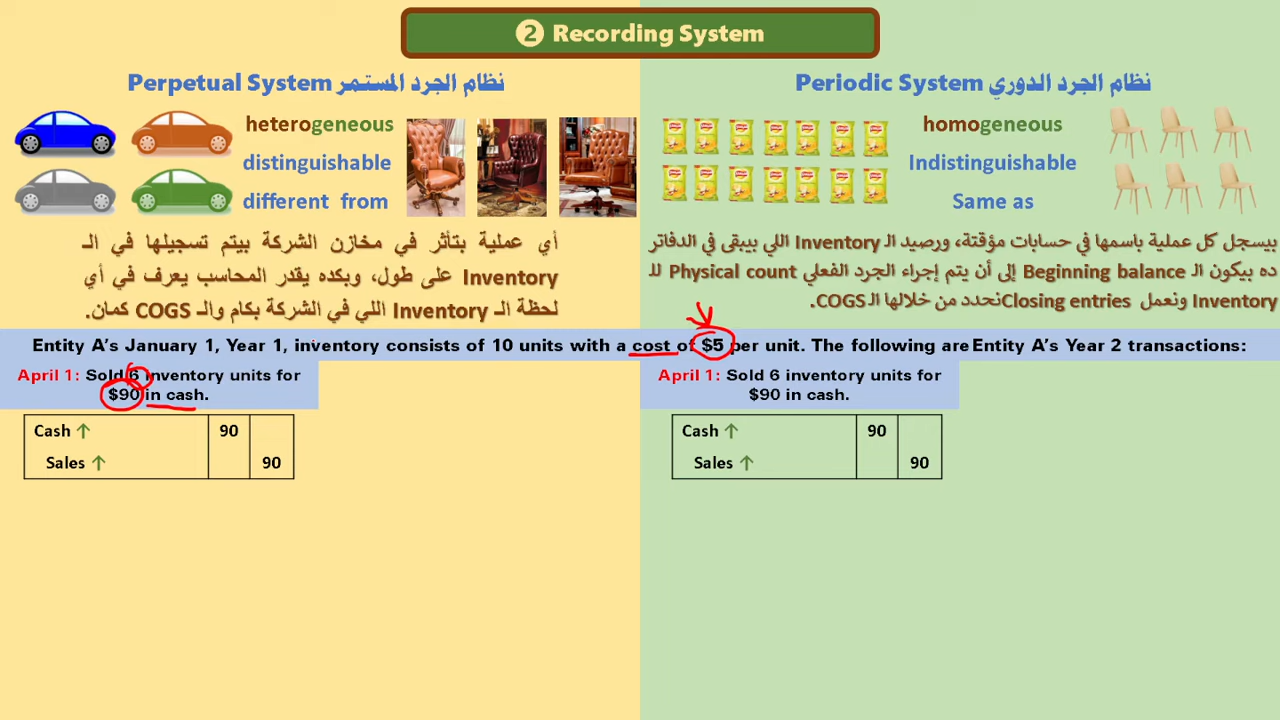 ❷ Recording System
Perpetual System نظام الجرد المستمر
heterogeneous
distinguishable
different from
أي عملية بتأثر في مخازن الشركة بيتم تسجيلها في الـ
Inventory على طول، وبكده يقدر المحاسب يعرف في أي
لحظة الـ Inventory اللي في الشركة بكام والـ COGS كمان.
Periodic System نظام الجرد الدوري
homogeneous
Indistinguishable
Same as
بيسجل كل عملية باسمها في حسابات مؤقتة، ورصيد الـ Inventory اللي بيبقى في الدفاتر
ده بيكون الـ Beginning balance إلى أن يتم إجراء الجرد الفعلي Physical count للـ
Inventory ونعمل Closing entries نحدد من خلالها الـ COGS.
Entity A's January 1, Year 1, inventory consists of 10 units with a cost of $5 per unit. The following are Entity A's Year 2 transactions:
April 1: Sold 6 inventory units for
$90 in cash.
Cash ↑ 90
Sales ↑ 90
April 1: Sold 6 inventory units for
$90 in cash.
Cash ↑ 90
Sales ↑ 90